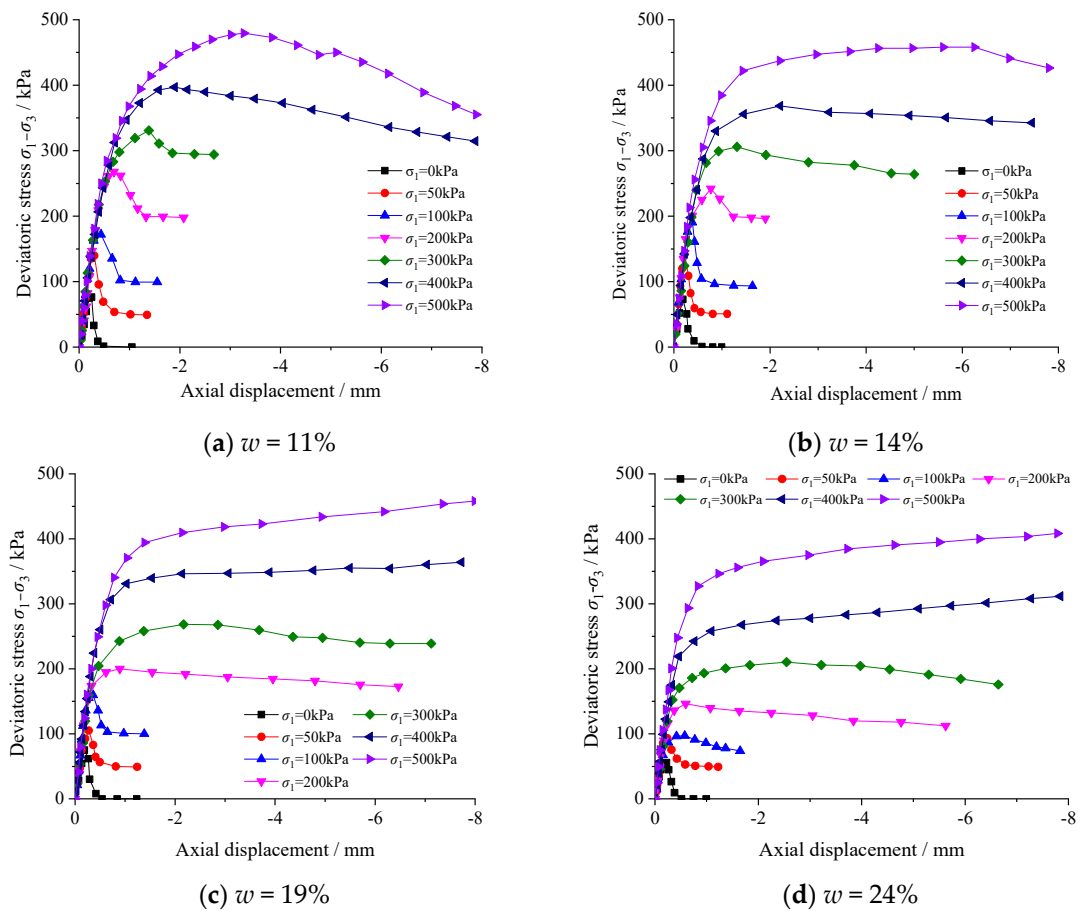 500
400
300
200
100
0
Deviatoric stress σ1-σ3 / kPa
σ1=0kPa
σ1=50kPa
σ1=100kPa
σ1=200kPa
σ1=300kPa
σ1=400kPa
σ1=500kPa
0 -2 -4 -6 -8
Axial displacement / mm
(a) w = 11%
500
400
300
200
100
0
Deviatoric stress σ1-σ3 / kPa
σ1=0kPa
σ1=50kPa
σ1=100kPa
σ1=200kPa
σ1=300kPa
σ1=400kPa
σ1=500kPa
0 -2 -4 -6 -8
Axial displacement / mm
(b) w = 14%
500
400
300
200
100
0
Deviatoric stress σ1-σ3 / kPa
σ1=0kPa σ1=300kPa
σ1=50kPa σ1=400kPa
σ1=100kPa σ1=500kPa
σ1=200kPa
0 -2 -4 -6 -8
Axial displacement / mm
(c) w = 19%
500
400
300
200
100
0
Deviatoric stress σ1-σ3 / kPa
σ1=0kPa σ1=50kPa σ1=100kPa σ1=200kPa
σ1=300kPa σ1=400kPa σ1=500kPa
0 -2 -4 -6 -8
Axial displacement / mm
(d) w = 24%